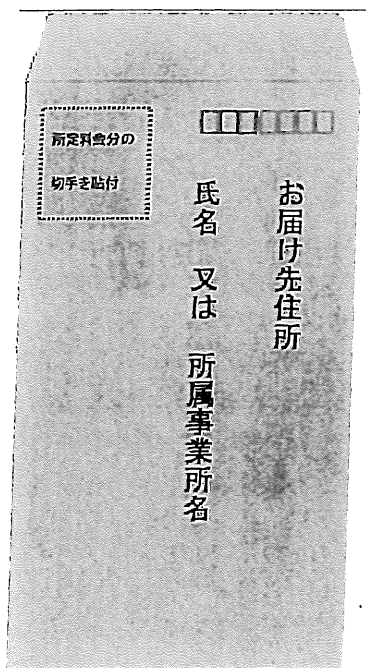 所定料金分の
切手を貼付
お届け先住所
氏名　又は　所属事業所名